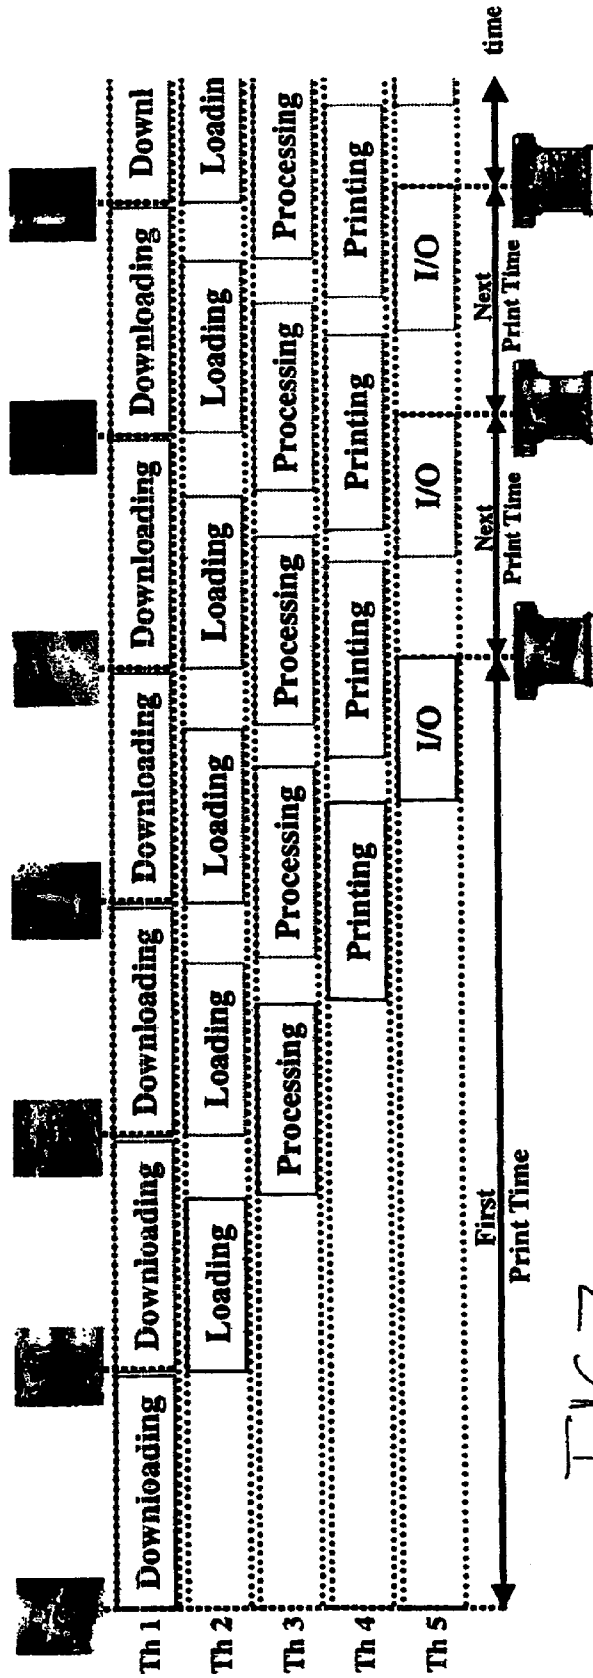 Th 1 Downloading Downloading Downloading Downloading Downloading Downloading Downl
Th 2 Loading Loading Loading Loading Loading Loadin
Th 3 Processing Processing Processing Processing Processing
Th 4 Printing Printing Printing Printing
Th 5 I/O I/O I/O
time
First
Print Time
Next
Print Time
Next
Print Time